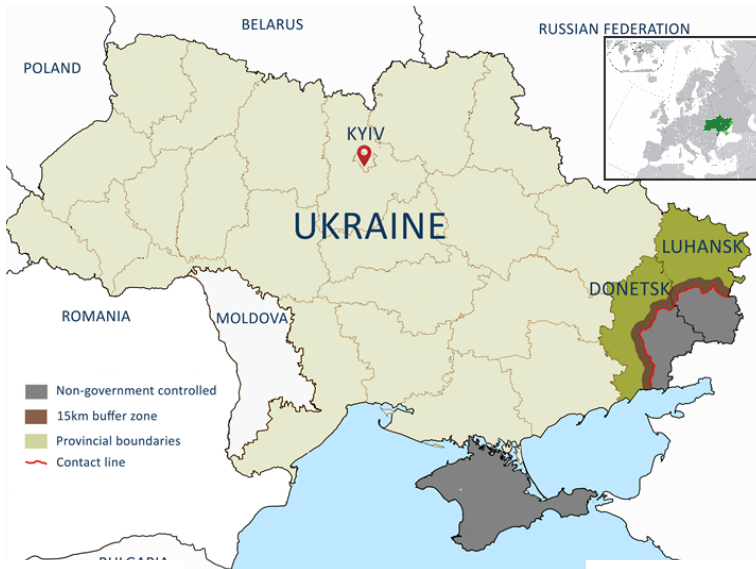 BELARUS
RUSSIAN FEDERATION
POLAND
KYIV
UKRAINE
LUHANSK
DONETSK
ROMANIA
MOLDOVA
Non-government controlled
15km buffer zone
Provincial boundaries
Contact line
BULGARIA